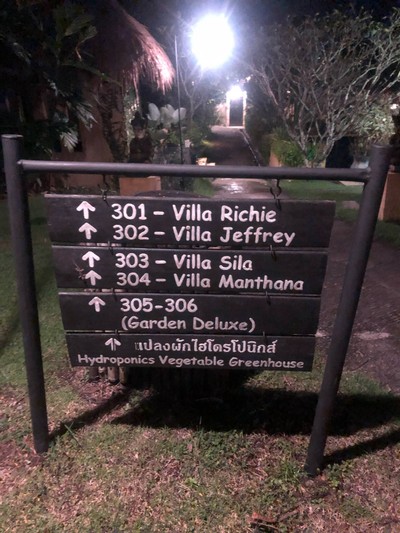 ↑ 301 – Villa Richie
↑ 302 – Villa Jeffrey
↑ 303 – Villa Sila
↑ 304 – Villa Manthana
↑ 305-306
(Garden Deluxe)
↑ แปลงผักไฮโดรโปนิกส์
Hydroponics Vegetable Greenhouse